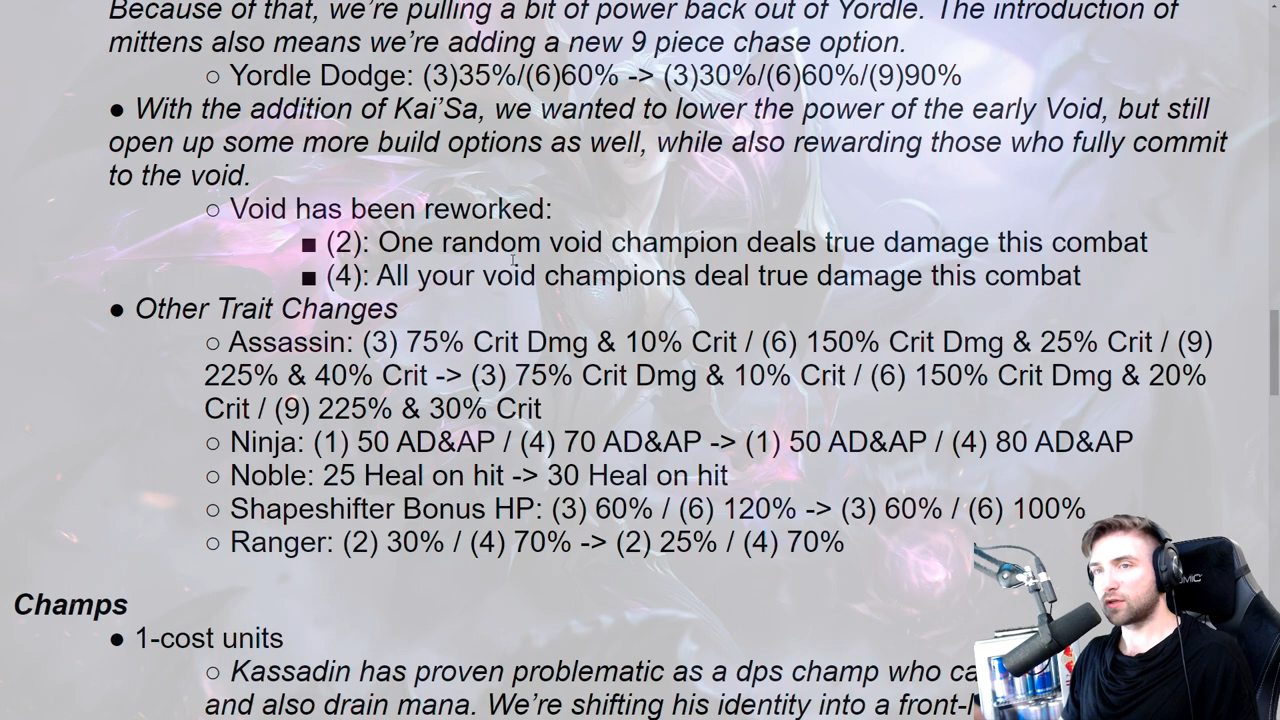 Because of that, we're pulling a bit of power back out of Yordle. The introduction of
mittens also means we're adding a new 9 piece chase option.
○ Yordle Dodge: (3)35%/(6)60% -> (3)30%/(6)60%/(9)90%
● With the addition of Kai'Sa, we wanted to lower the power of the early Void, but still
open up some more build options as well, while also rewarding those who fully commit
to the void.
○ Void has been reworked:
■ (2): One random void champion deals true damage this combat
■ (4): All your void champions deal true damage this combat
● Other Trait Changes
○ Assassin: (3) 75% Crit Dmg & 10% Crit / (6) 150% Crit Dmg & 25% Crit / (9)
225% & 40% Crit -> (3) 75% Crit Dmg & 10% Crit / (6) 150% Crit Dmg & 20%
Crit / (9) 225% & 30% Crit
○ Ninja: (1) 50 AD&AP / (4) 70 AD&AP -> (1) 50 AD&AP / (4) 80 AD&AP
○ Noble: 25 Heal on hit -> 30 Heal on hit
○ Shapeshifter Bonus HP: (3) 60% / (6) 120% -> (3) 60% / (6) 100%
○ Ranger: (2) 30% / (4) 70% -> (2) 25% / (4) 70%
Champs
● 1-cost units
○ Kassadin has proven problematic as a dps champ who
and also drain mana. We're shifting his identity into a